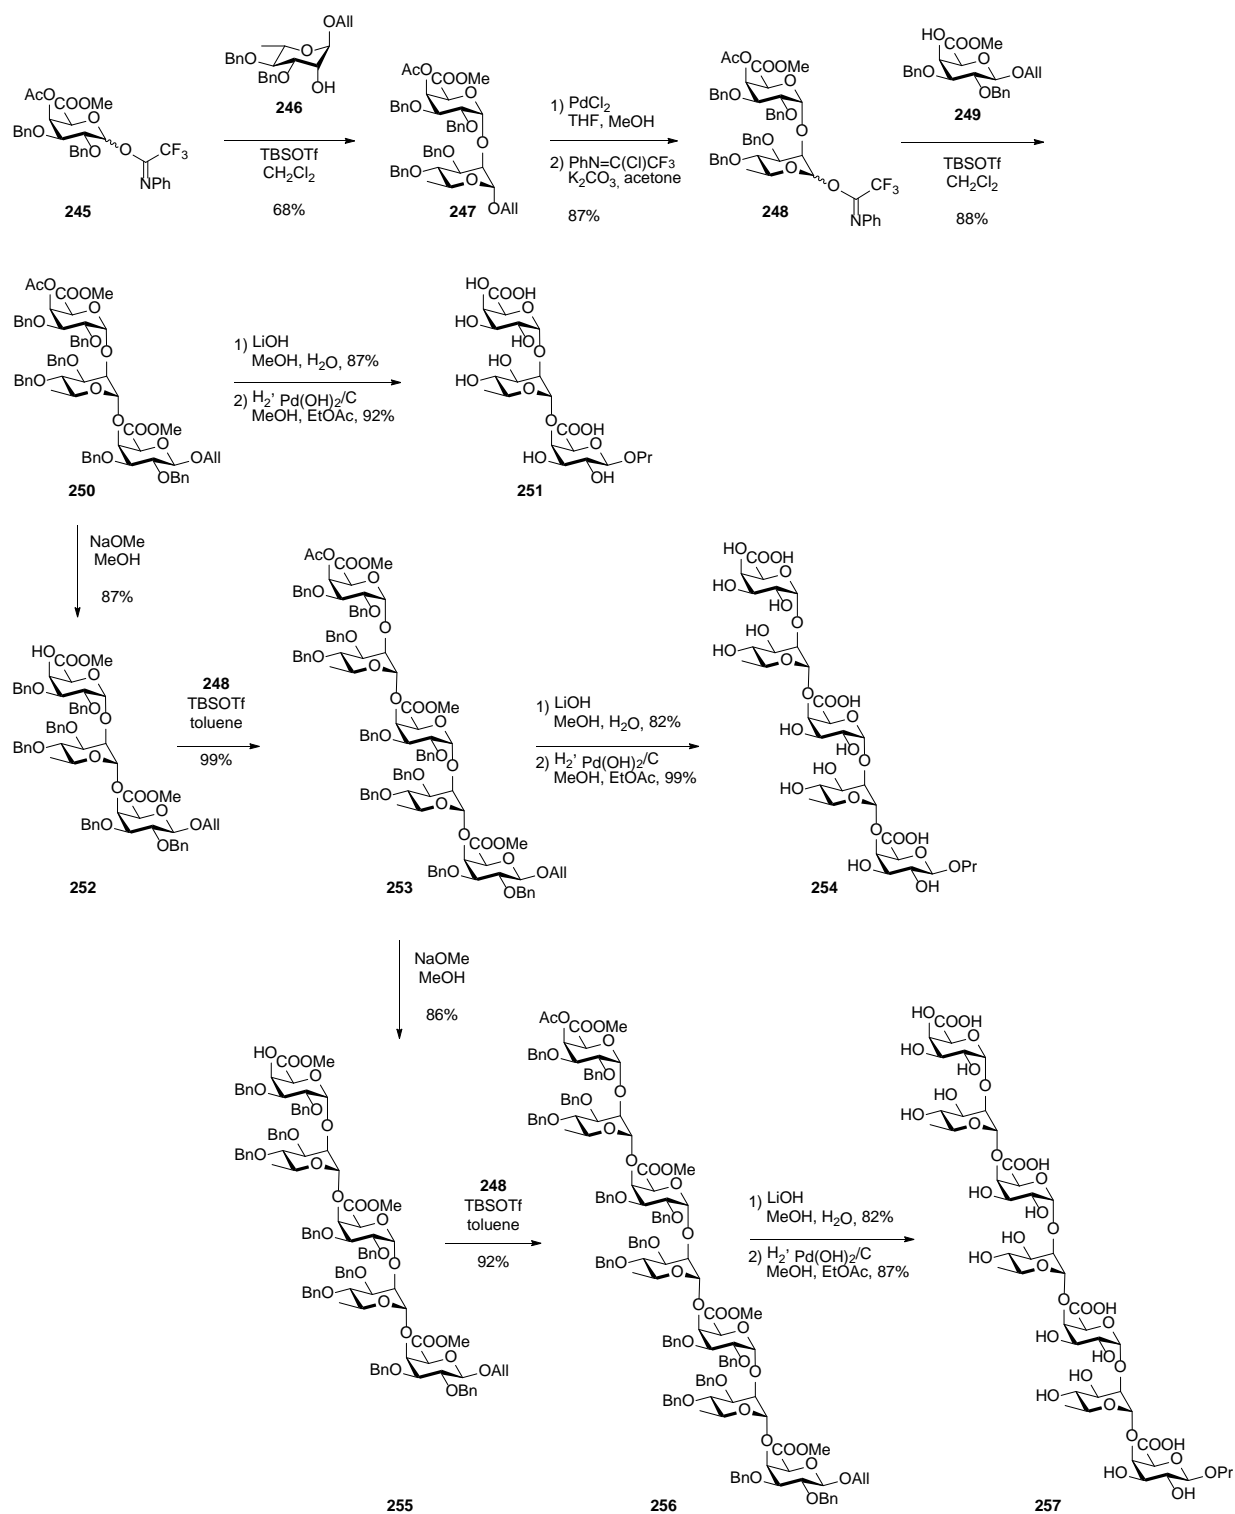 OAll
O
BnO
BnO
OH
246
AcO
COOMe
O
BnO
BnO
O
CF3
NPh
245
TBSOTf
CH2Cl2
68%
AcO
COOMe
O
BnO
BnO
O
BnO
BnO
O
OAll
247
1) PdCl2
THF, MeOH
2) PhN=C(Cl)CF3
K2CO3, acetone
87%
AcO
COOMe
O
BnO
BnO
O
BnO
BnO
O
O
CF3
NPh
248
HO
COOMe
O
BnO
OAll
OBn
249
TBSOTf
CH2Cl2
88%
AcO
COOMe
O
BnO
BnO
O
BnO
BnO
O
O
COOMe
O
BnO
OAll
OBn
250
1) LiOH
MeOH, H2O, 87%
2) H2' Pd(OH)2/C
MeOH, EtOAc, 92%
HO
COOH
O
HO
HO
O
HO
HO
O
O
COOH
O
HO
OPr
OH
251
NaOMe
MeOH
87%
HO
COOMe
O
BnO
BnO
O
BnO
BnO
O
O
COOMe
O
BnO
OAll
OBn
252
248
TBSOTf
toluene
99%
AcO
COOMe
O
BnO
BnO
O
BnO
BnO
O
O
COOMe
O
BnO
BnO
O
BnO
BnO
O
O
COOMe
O
BnO
OAll
OBn
253
1) LiOH
MeOH, H2O, 82%
2) H2' Pd(OH)2/C
MeOH, EtOAc, 99%
HO
COOH
O
HO
HO
O
HO
HO
O
O
COOH
O
HO
HO
O
HO
HO
O
O
COOH
O
HO
OPr
OH
254
NaOMe
MeOH
86%
HO
COOMe
O
BnO
BnO
O
BnO
BnO
O
O
COOMe
O
BnO
BnO
O
BnO
BnO
O
O
COOMe
O
BnO
OAll
OBn
255
248
TBSOTf
toluene
92%
AcO
COOMe
O
BnO
BnO
O
BnO
BnO
O
O
COOMe
O
BnO
BnO
O
BnO
BnO
O
O
COOMe
O
BnO
BnO
O
BnO
BnO
O
O
COOMe
O
BnO
OAll
OBn
256
1) LiOH
MeOH, H2O, 82%
2) H2' Pd(OH)2/C
MeOH, EtOAc, 87%
HO
COOH
O
HO
HO
O
HO
HO
O
O
COOH
O
HO
HO
O
HO
HO
O
O
COOH
O
HO
HO
O
HO
HO
O
O
COOH
O
HO
OPr
OH
257